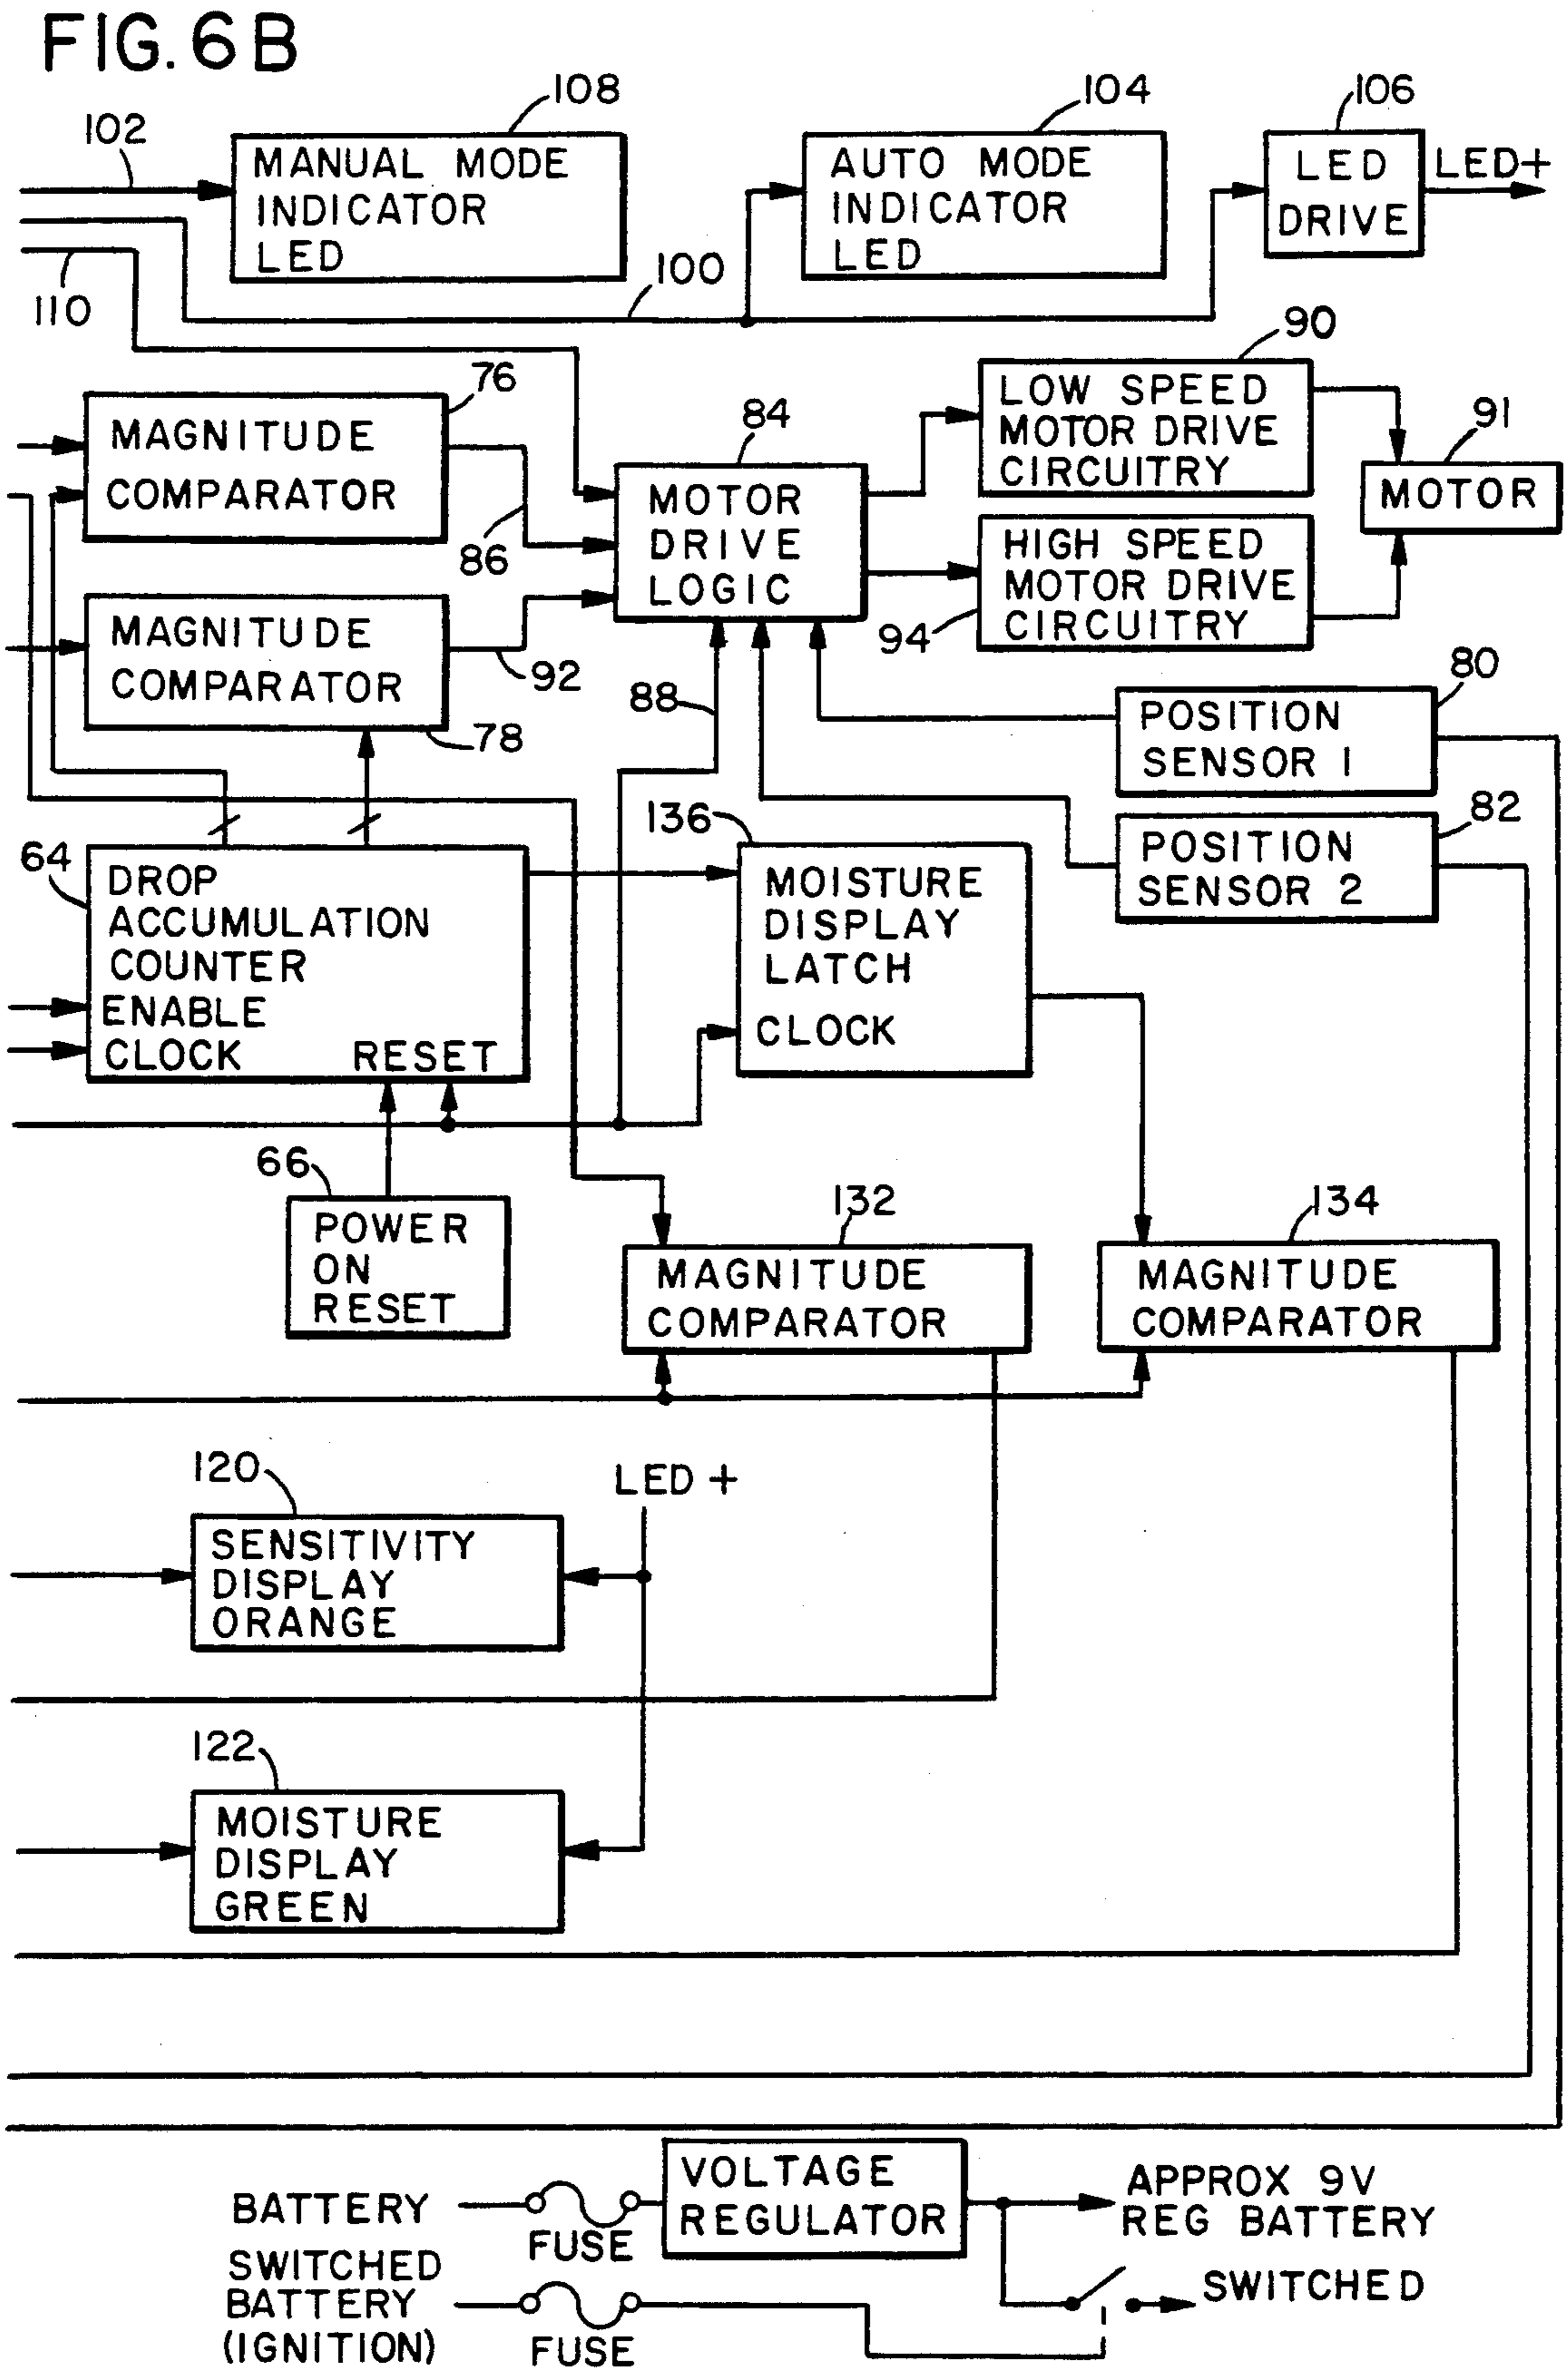 FIG. 6B
108
104
106
102
MANUAL MODE
INDICATOR
LED
AUTO MODE
INDICATOR
LED
LED
DRIVE
LED+
110
100
90
76
84
91
MAGNITUDE
COMPARATOR
LOW SPEED
MOTOR DRIVE
CIRCUITRY
MOTOR
MOTOR
DRIVE
LOGIC
86
HIGH SPEED
MOTOR DRIVE
CIRCUITRY
94
MAGNITUDE
COMPARATOR
92
78
88
80
POSITION
SENSOR 1
82
POSITION
SENSOR 2
136
64
DROP
ACCUMULATION
COUNTER
ENABLE
CLOCK RESET
MOISTURE
DISPLAY
LATCH
CLOCK
66
POWER
ON
RESET
132
134
MAGNITUDE
COMPARATOR
MAGNITUDE
COMPARATOR
120
LED +
SENSITIVITY
DISPLAY
ORANGE
122
MOISTURE
DISPLAY
GREEN
BATTERY
FUSE
VOLTAGE
REGULATOR
APPROX 9V
REG BATTERY
SWITCHED
BATTERY
(IGNITION)
FUSE
SWITCHED